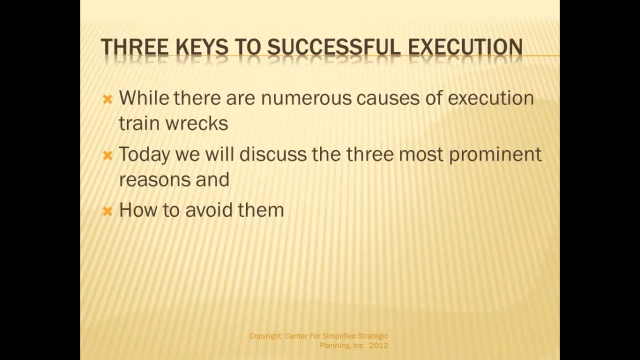 THREE KEYS TO SUCCESSFUL EXECUTION
While there are numerous causes of execution
train wrecks
Today we will discuss the three most prominent
reasons and
How to avoid them
Copyright, Center For Simplified Strategic
Planning, Inc. 2012